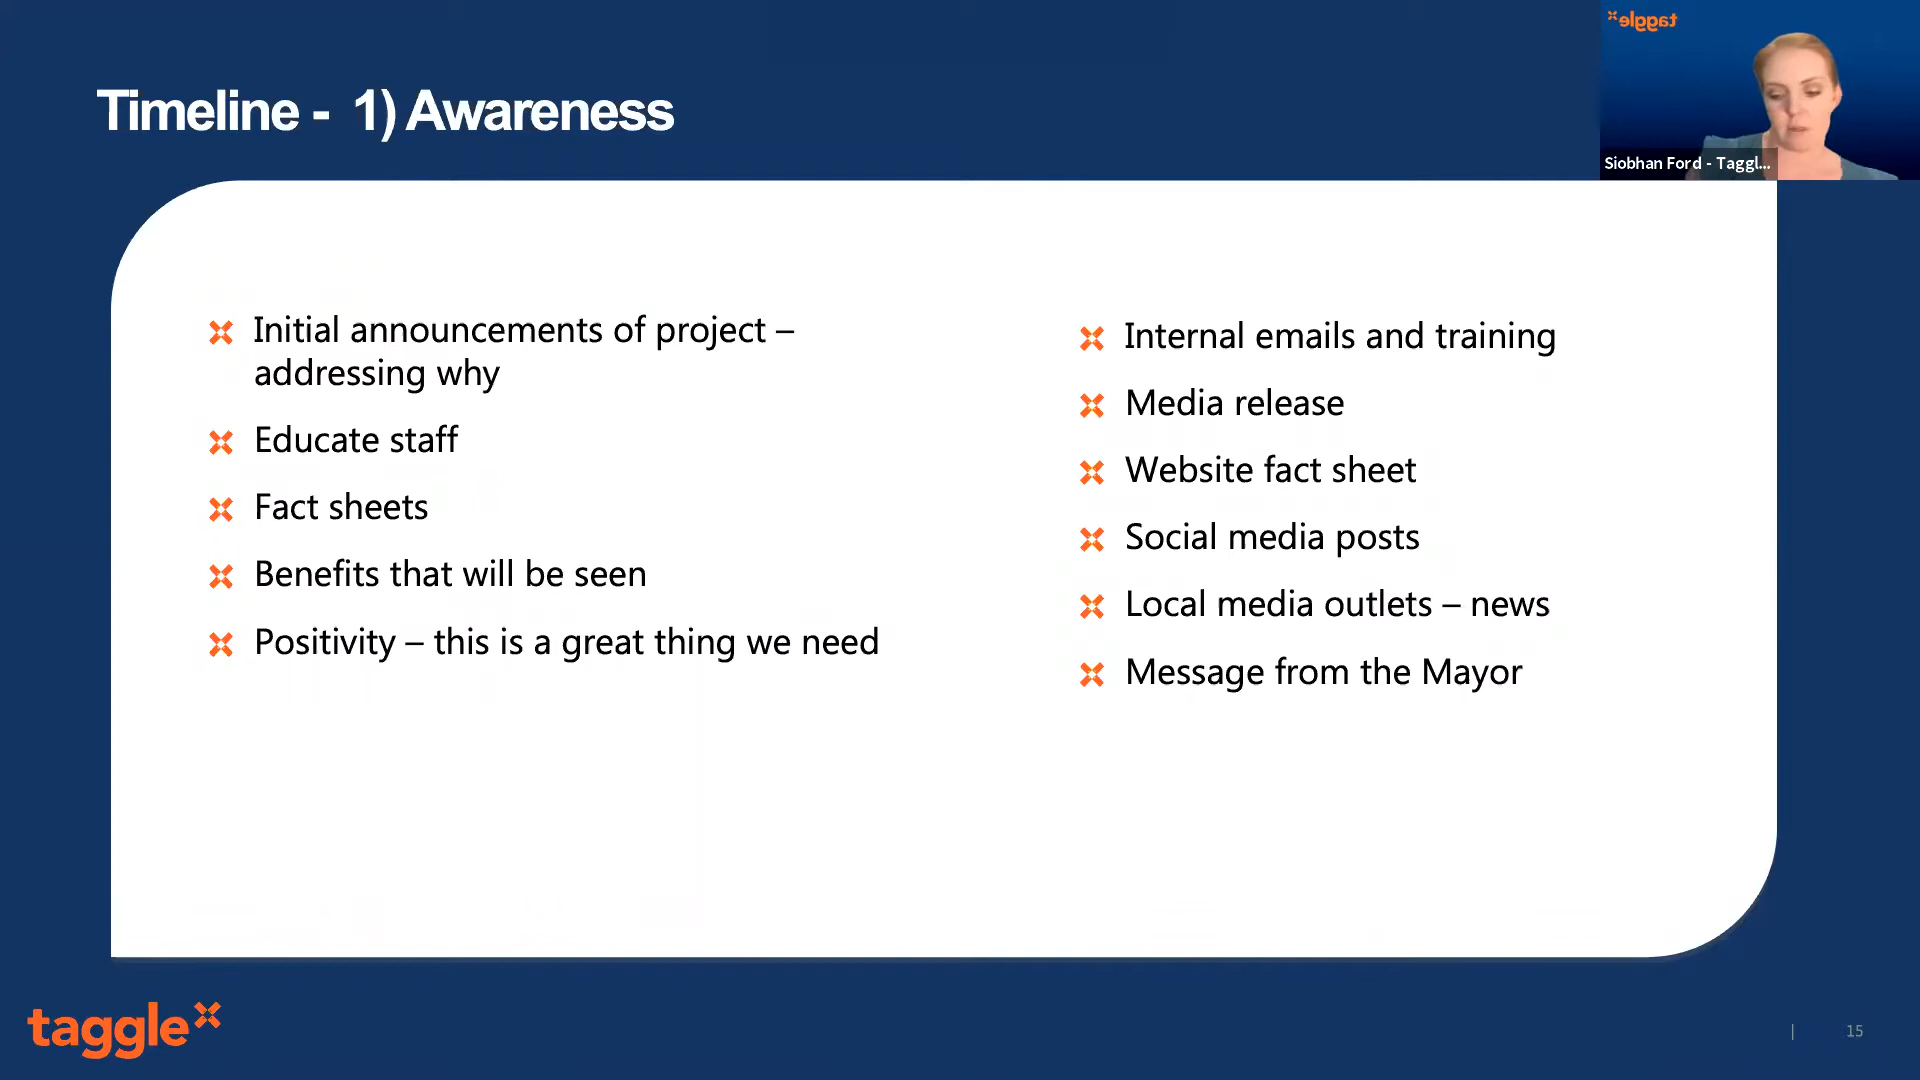 taggle
Timeline - 1) Awareness
Siobhan Ford - Taggl...
Initial announcements of project –
addressing why
Educate staff
Fact sheets
Benefits that will be seen
Positivity – this is a great thing we need
Internal emails and training
Media release
Website fact sheet
Social media posts
Local media outlets – news
Message from the Mayor
taggle
| 15